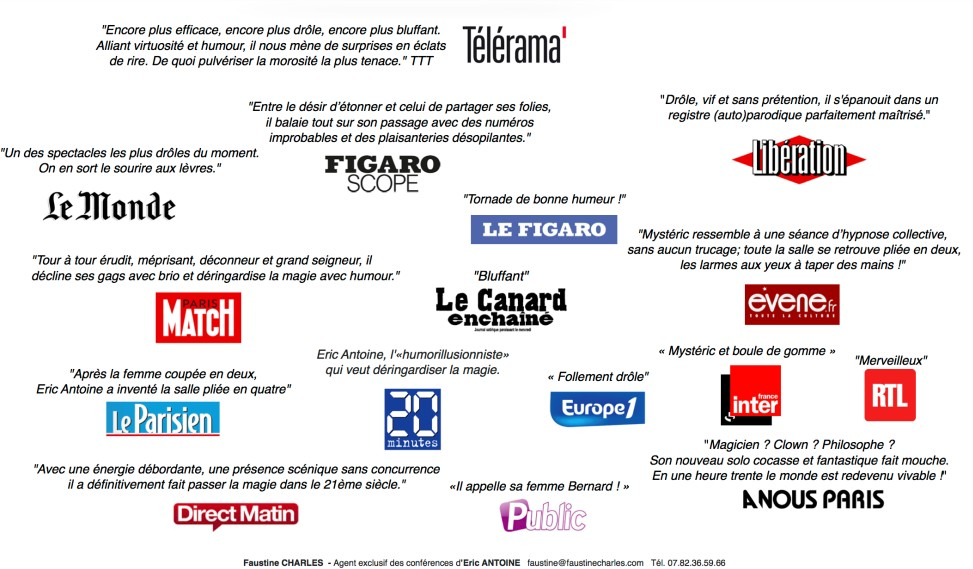 "Encore plus efficace, encore plus drôle, encore plus bluffant.
Alliant virtuosité et humour, il nous mène de surprises en éclats
de rire. De quoi pulvériser la morosité la plus tenace." TTT
Télérama'
"Entre le désir d'étonner et celui de partager ses folies,
il balaie tout sur son passage avec des numéros
improbables et des plaisanteries désopilantes."
FIGARO
SCOPE
"Drôle, vif et sans prétention, il s'épanouit dans un
registre (auto)parodique parfaitement maîtrisé."
Libération
"Un des spectacles les plus drôles du moment.
On en sort le sourire aux lèvres."
Le Monde
"Tornade de bonne humeur !"
LE FIGARO
"Mystéric ressemble à une séance d'hypnose collective,
sans aucun trucage; toute la salle se retrouve pliée en deux,
les larmes aux yeux à taper des mains !"
evene.fr
TOUTE LA CULTURE
"Tour à tour érudit, méprisant, déconneur et grand seigneur, il
décline ses gags avec brio et déringardise la magie avec humour."
PARIS
MATCH
"Bluffant"
Le Canard
enchaîné
Journal satirique paraissant le mercredi
"Après la femme coupée en deux,
Eric Antoine a inventé la salle pliée en quatre"
Le Parisien
Eric Antoine, l'«humorillusionniste»
qui veut déringardiser la magie.
20
minutes
« Follement drôle"
Europe 1
« Mystéric et boule de gomme »
france
inter
"Merveilleux"
RTL
"Avec une énergie débordante, une présence scénique sans concurrence
il a définitivement fait passer la magie dans le 21ème siècle."
Direct Matin
«Il appelle sa femme Bernard ! »
Public
"Magicien ? Clown ? Philosophe ?
Son nouveau solo cocasse et fantastique fait mouche.
En une heure trente le monde est redevenu vivable !"
A NOUS PARIS
Faustine CHARLES - Agent exclusif des conférences d'Eric ANTOINE faustine@faustinecharles.com Tél. 07.82.36.59.66